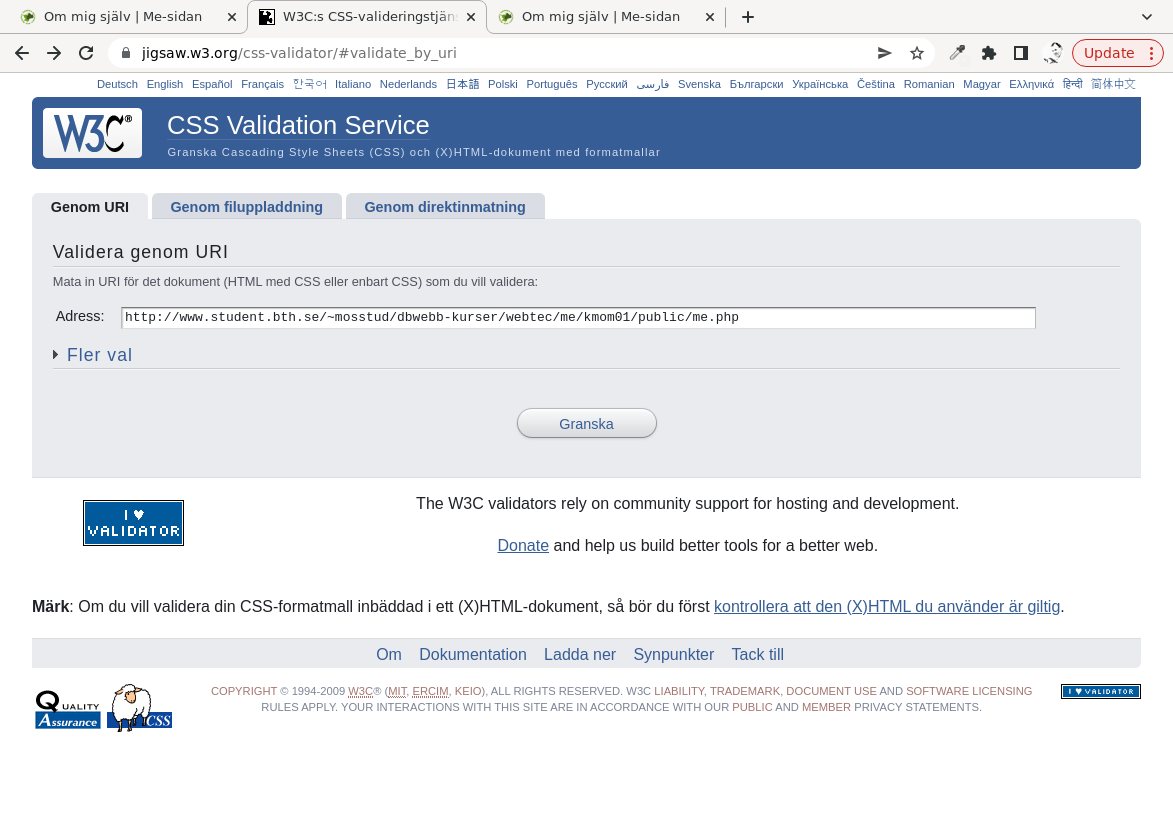 Om mig själv | Me-sidan
W3C:s CSS-valideringstjäns
Om mig själv | Me-sidan
jigsaw.w3.org/css-validator/#validate_by_uri
Update
Deutsch English Español Français 한국어 Italiano Nederlands 日本語 Polski Português Русский فارسی Svenska Български Українська Čeština Romanian Magyar Ελληνικά हिन्दी 简体中文
W3C® CSS Validation Service
Granska Cascading Style Sheets (CSS) och (X)HTML-dokument med formatmallar
Genom URI Genom filuppladdning Genom direktinmatning
Validera genom URI
Mata in URI för det dokument (HTML med CSS eller enbart CSS) som du vill validera:
Adress: http://www.student.bth.se/~mosstud/dbwebb-kurser/webtec/me/kmom01/public/me.php
Fler val
Granska
I ♥
VALIDATOR
The W3C validators rely on community support for hosting and development.
Donate and help us build better tools for a better web.
Märk: Om du vill validera din CSS-formatmall inbäddad i ett (X)HTML-dokument, så bör du först kontrollera att den (X)HTML du använder är giltig.
Om Dokumentation Ladda ner Synpunkter Tack till
QUALITY
Assurance
CSS
COPYRIGHT © 1994-2009 W3C® (MIT, ERCIM, KEIO), ALL RIGHTS RESERVED. W3C LIABILITY, TRADEMARK, DOCUMENT USE AND SOFTWARE LICENSING
RULES APPLY. YOUR INTERACTIONS WITH THIS SITE ARE IN ACCORDANCE WITH OUR PUBLIC AND MEMBER PRIVACY STATEMENTS.
I ♥ VALIDATOR